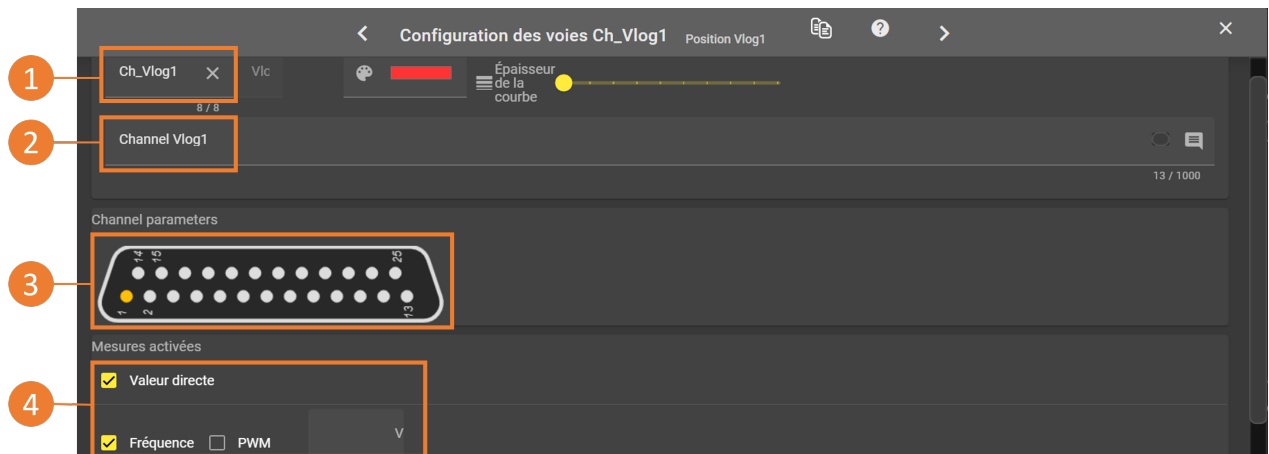 Configuration des voies Ch_Vlog1 Position Vlog1
1
Ch_Vlog1
Vlc
Épaisseur
de la
courbe
8 / 8
2
Channel Vlog1
13 / 1000
Channel parameters
3
14 15 25
1 2 13
Mesures activées
4
Valeur directe
Fréquence PWM V